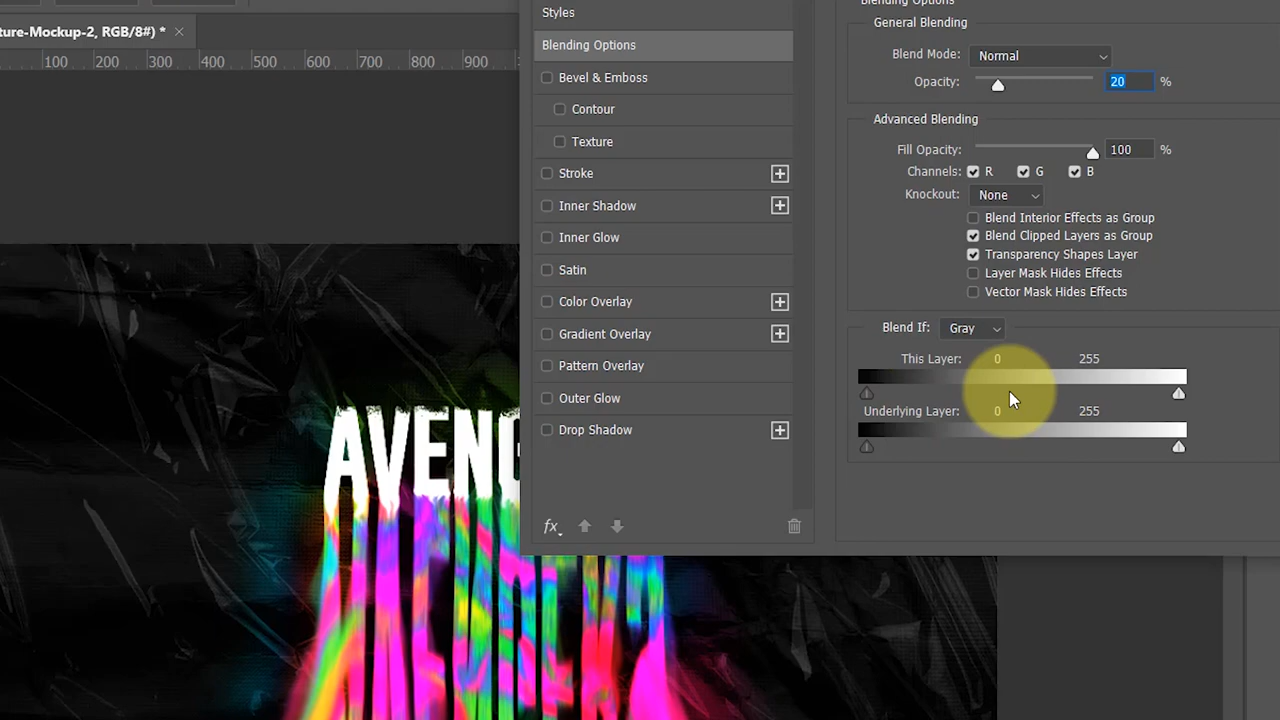 Blending Options
Styles
General Blending
ture-Mockup-2, RGB/8#) * ×
Blending Options
Blend Mode: Normal
100 200 300 400 500 600 700 800 900
Bevel & Emboss
Opacity: 20 %
Contour
Advanced Blending
Texture
Fill Opacity: 100 %
Stroke
Channels: R G B
Knockout: None
Inner Shadow
Blend Interior Effects as Group
Inner Glow
Blend Clipped Layers as Group
Transparency Shapes Layer
Satin
Layer Mask Hides Effects
Vector Mask Hides Effects
Color Overlay
Gradient Overlay
Blend If: Gray
Pattern Overlay
This Layer: 0 255
Outer Glow
Underlying Layer: 0 255
Drop Shadow
AVENG
fx